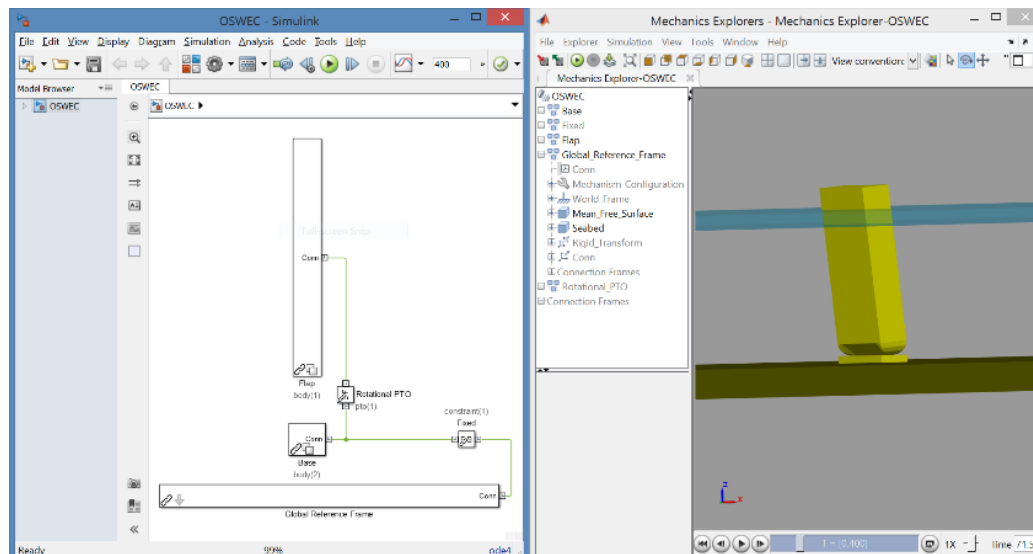 OSWEC - Simulink
File Edit View Display Diagram Simulation Analysis Code Tools Help
400
Model Browser
OSWEC
OSWEC
OSWEC
Full-screen Snip
Conn
Flap
body(1)
Rotational PTO
pto(1)
constraint(1)
Fixed
Conn
Base
body(2)
Conn
Global Reference Frame
Ready
99%
ode4
Mechanics Explorers - Mechanics Explorer-OSWEC
File Explorer Simulation View Tools Window Help
View convention:
Mechanics Explorer-OSWEC
OSWEC
Base
Fixed
Flap
Global_Reference_Frame
Conn
Mechanism Configuration
World_Frame
Mean_Free_Surface
Seabed
Rigid_Transform
Conn
Connection Frames
Rotational_PTO
Connection Frames
z
x
1X
Time